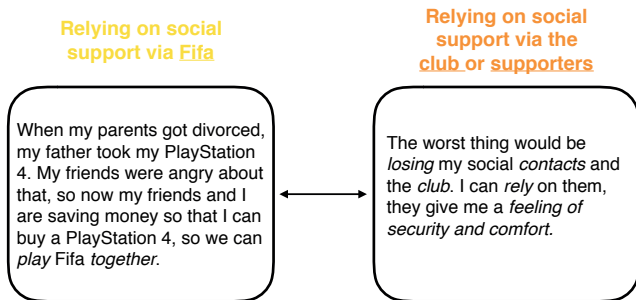 Relying on social
support via Fifa
When my parents got divorced,
my father took my PlayStation
4. My friends were angry about
that, so now my friends and I
are saving money so that I can
buy a PlayStation 4, so we can
play Fifa together.
Relying on social
support via the
club or supporters
The worst thing would be
losing my social contacts and
the club. I can rely on them,
they give me a feeling of
security and comfort.